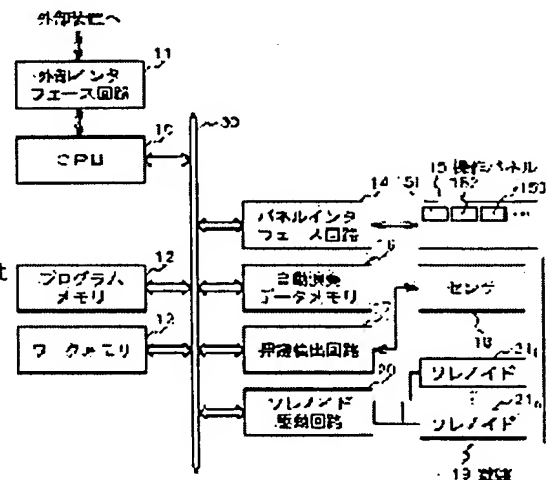 外部装置へ
11
外部インタ
フェース回路
10
CPU
30
14
パネルインタ
フェース回路
151
15 操作パネル
152
153
...
12
プログラム
メモリ
16
自動演奏
データメモリ
センサ
18
13
ワークメモリ
17
押鍵検出回路
20
ソレノイド
駆動回路
ソレノイド
ソレノイド
19 鍵盤
t